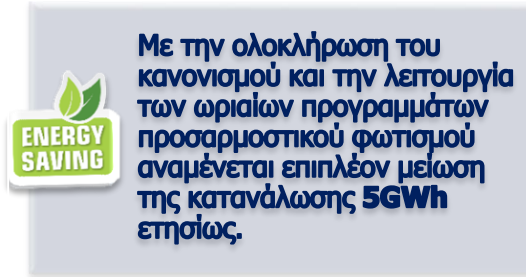 Με την ολοκλήρωση του
κανονισμού και την λειτουργία
των ωριαίων προγραμμάτων
προσαρμοστικού φωτισμού
αναμένεται επιπλέον μείωση
της κατανάλωσης 5GWh
ετησίως.
ENERGY
SAVING